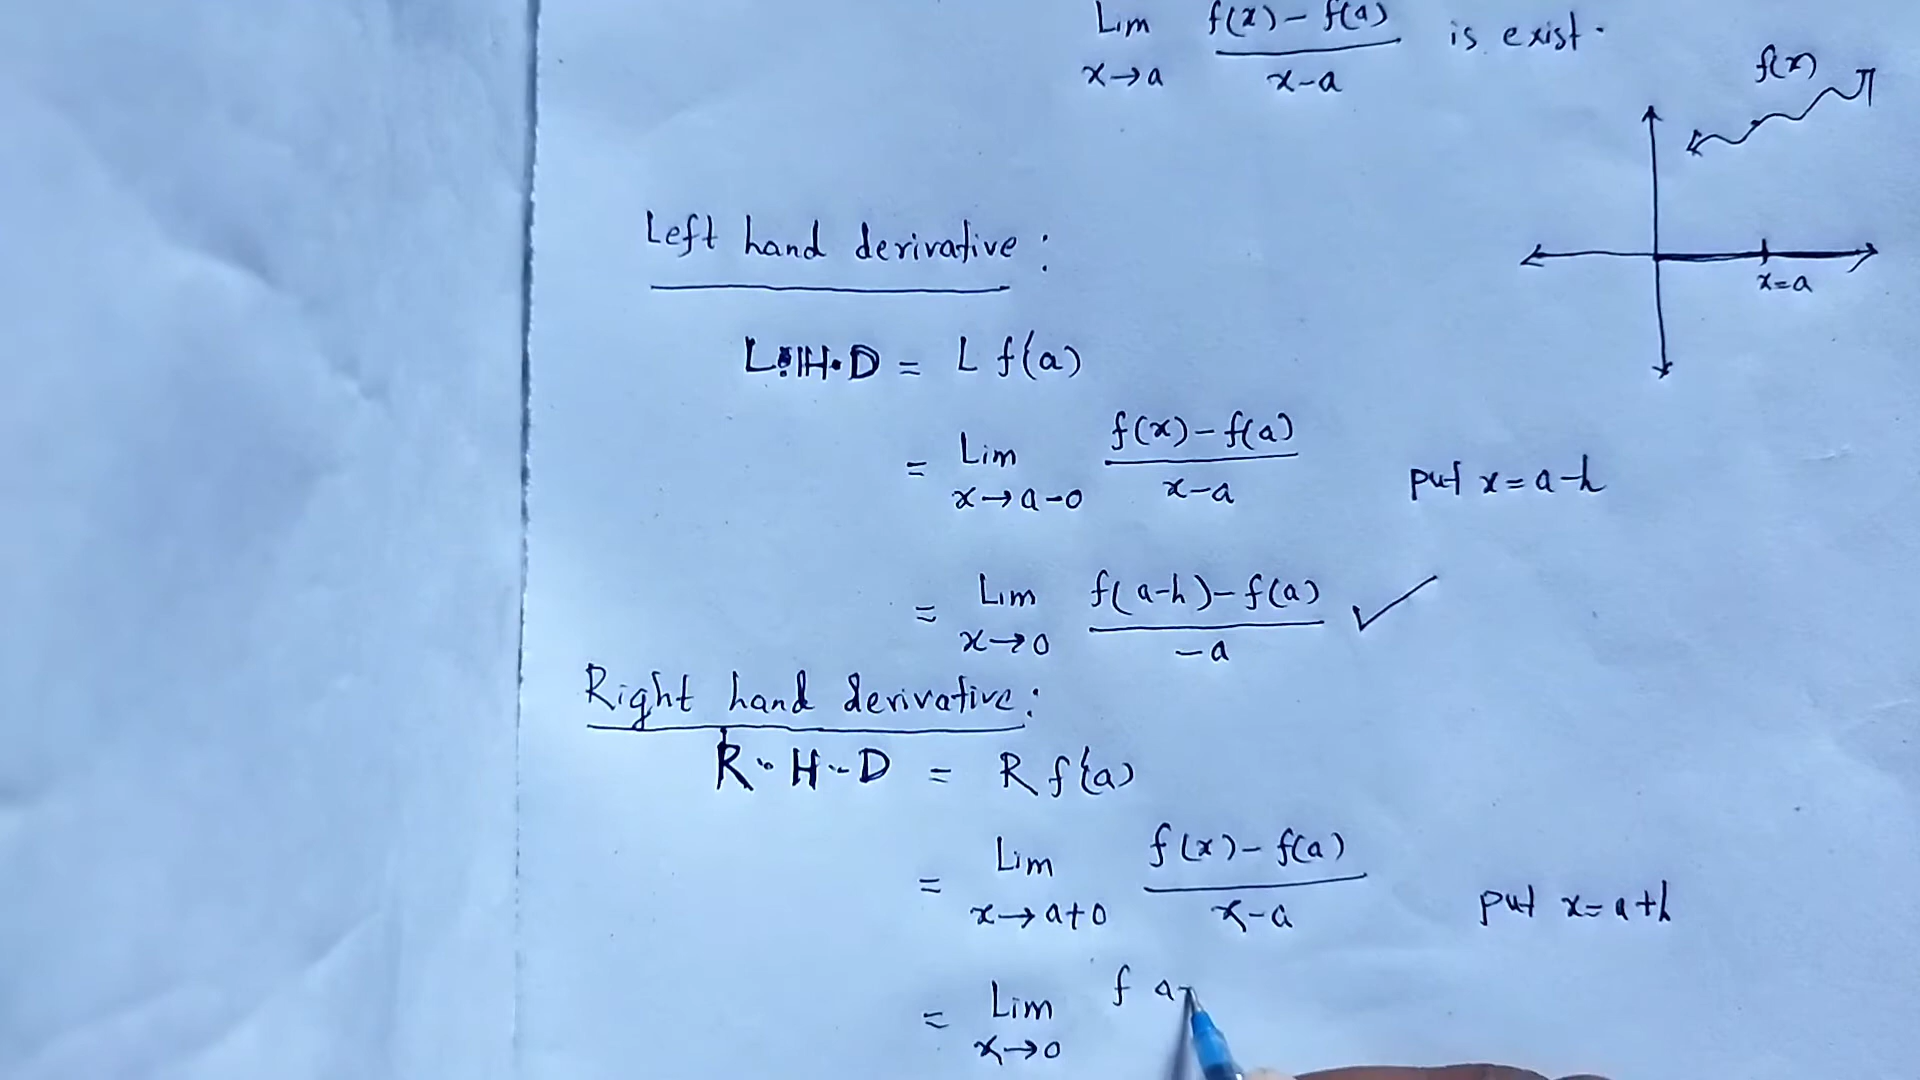 Lim f(x) - f(a) is exist.
x→a x-a
f(x)
x=a
Left hand derivative :
L.H.D = L f'(a)
= Lim f(x) - f(a)
x→a-0 x-a put x = a-h
= Lim f(a-h) - f(a) ✓
x→0 -a
Right hand derivative :
R.H.D = R f'(a)
= Lim f(x) - f(a)
x→a+0 x-a put x = a+h
= Lim f a-
x→0